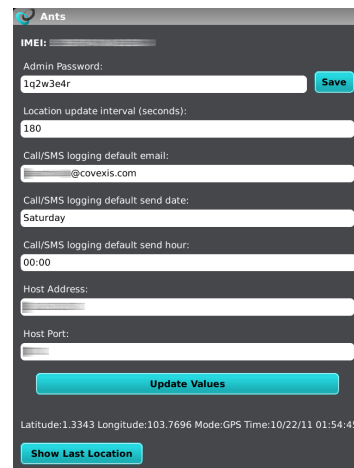 Ants
IMEI:
Admin Password:
1q2w3e4r
Save
Location update interval (seconds):
180
Call/SMS logging default email:
@covexis.com
Call/SMS logging default send date:
Saturday
Call/SMS logging default send hour:
00:00
Host Address:
Host Port:
Update Values
Latitude:1.3343 Longitude:103.7696 Mode:GPS Time:10/22/11 01:54:45
Show Last Location